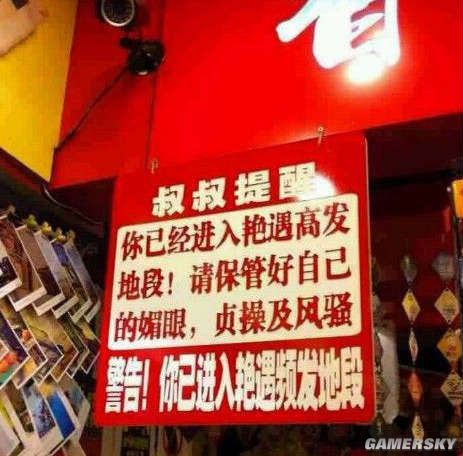 叔叔提醒
你已经进入艳遇高发
地段！请保管好自己
的媚眼，贞操及风骚
警告！你已进入艳遇频发地段
GAMERSKY